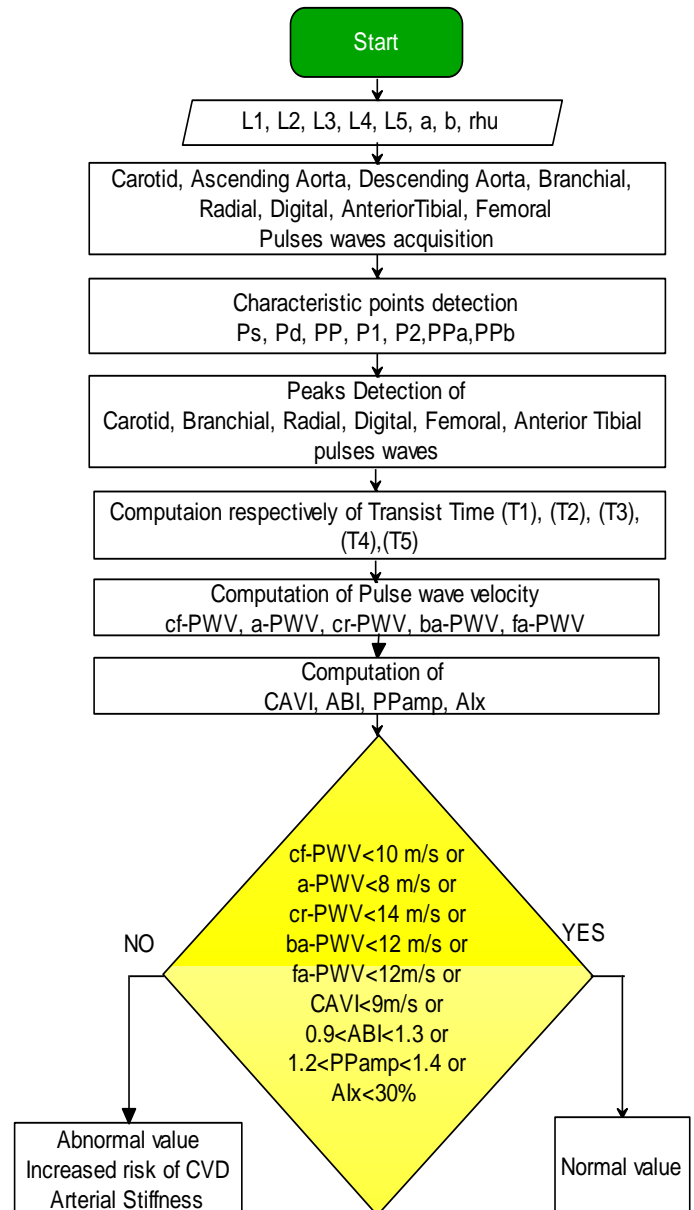 Start
L1, L2, L3, L4, L5, a, b, rhu
Carotid, Ascending Aorta, Descending Aorta, Branchial,
Radial, Digital, AnteriorTibial, Femoral
Pulses waves acquisition
Characteristic points detection
Ps, Pd, PP, P1, P2,PPa,PPb
Peaks Detection of
Carotid, Branchial, Radial, Digital, Femoral, Anterior Tibial
pulses waves
Computaion respectively of Transist Time (T1), (T2), (T3),
(T4),(T5)
Computation of Pulse wave velocity
cf-PWV, a-PWV, cr-PWV, ba-PWV, fa-PWV
Computation of
CAVI, ABI, PPamp, AIx
cf-PWV<10 m/s or
a-PWV<8 m/s or
cr-PWV<14 m/s or
ba-PWV<12 m/s or
fa-PWV<12m/s or
CAVI<9m/s or
0.9<ABI<1.3 or
1.2<PPamp<1.4 or
AIx<30%
NO
YES
Abnormal value
Increased risk of CVD
Arterial Stiffness
Normal value